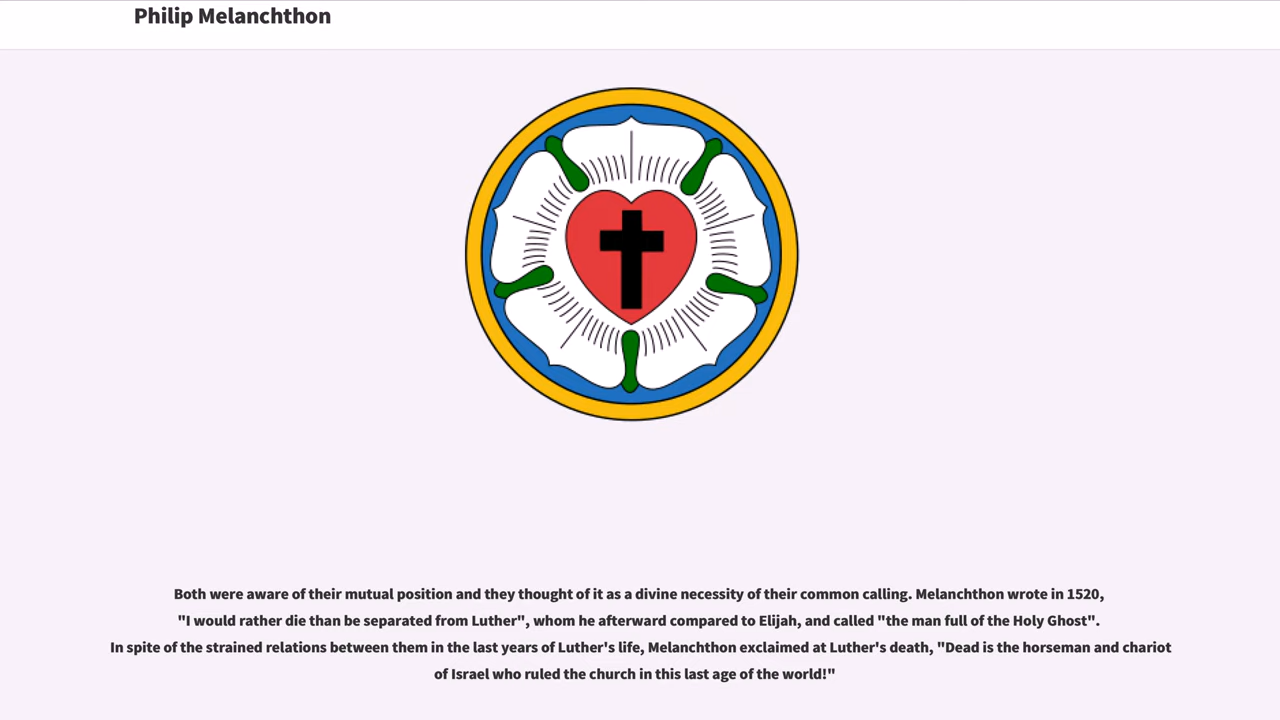 Philip Melanchthon
Both were aware of their mutual position and they thought of it as a divine necessity of their common calling. Melanchthon wrote in 1520,
"I would rather die than be separated from Luther", whom he afterward compared to Elijah, and called "the man full of the Holy Ghost".
In spite of the strained relations between them in the last years of Luther's life, Melanchthon exclaimed at Luther's death, "Dead is the horseman and chariot
of Israel who ruled the church in this last age of the world!"